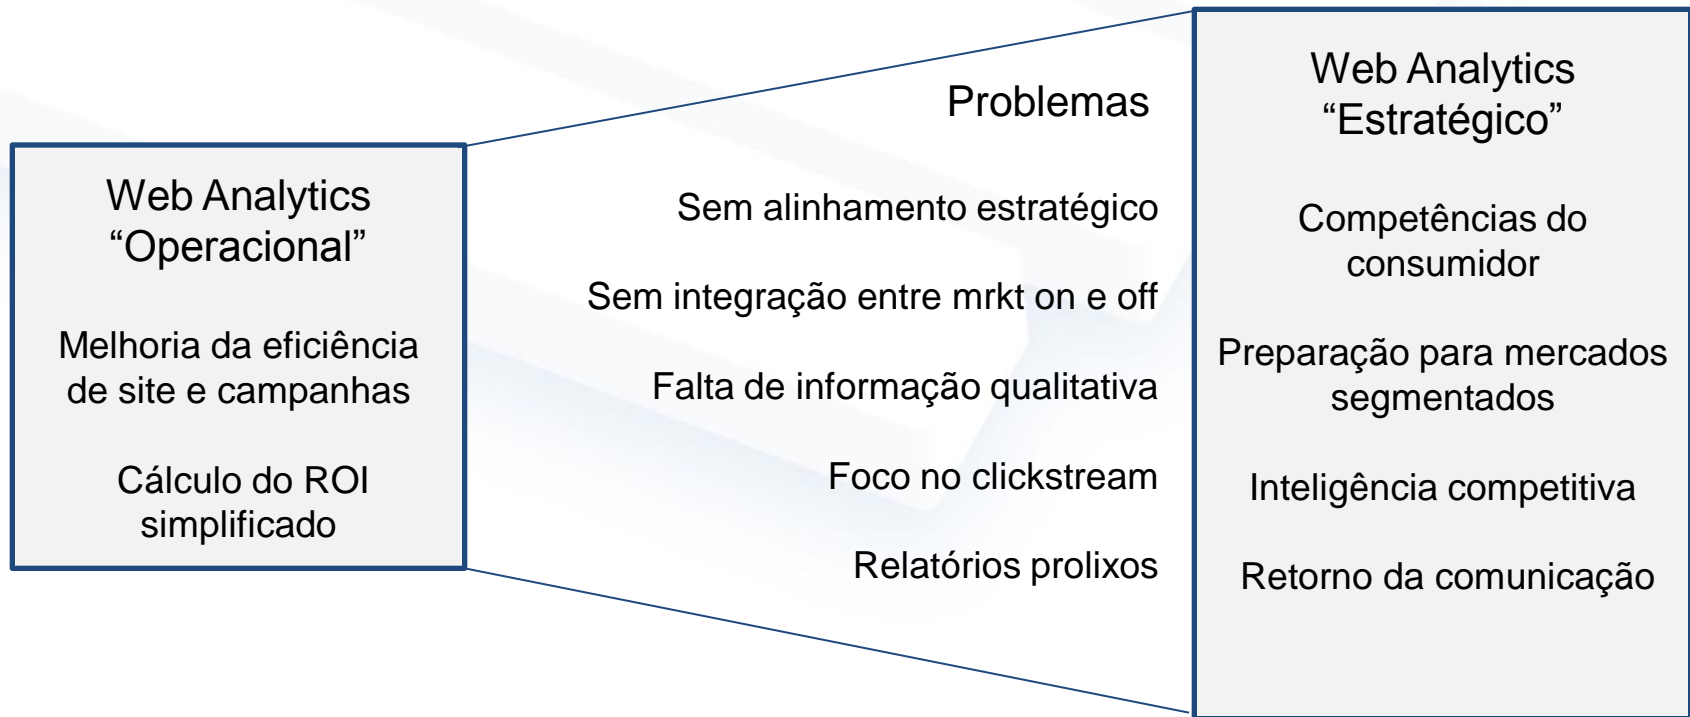 Web Analytics
“Operacional”
Melhoria da eficiência
de site e campanhas
Cálculo do ROI
simplificado
Problemas
Sem alinhamento estratégico
Sem integração entre mrkt on e off
Falta de informação qualitativa
Foco no clickstream
Relatórios prolixos
Web Analytics
“Estratégico”
Competências do
consumidor
Preparação para mercados
segmentados
Inteligência competitiva
Retorno da comunicação